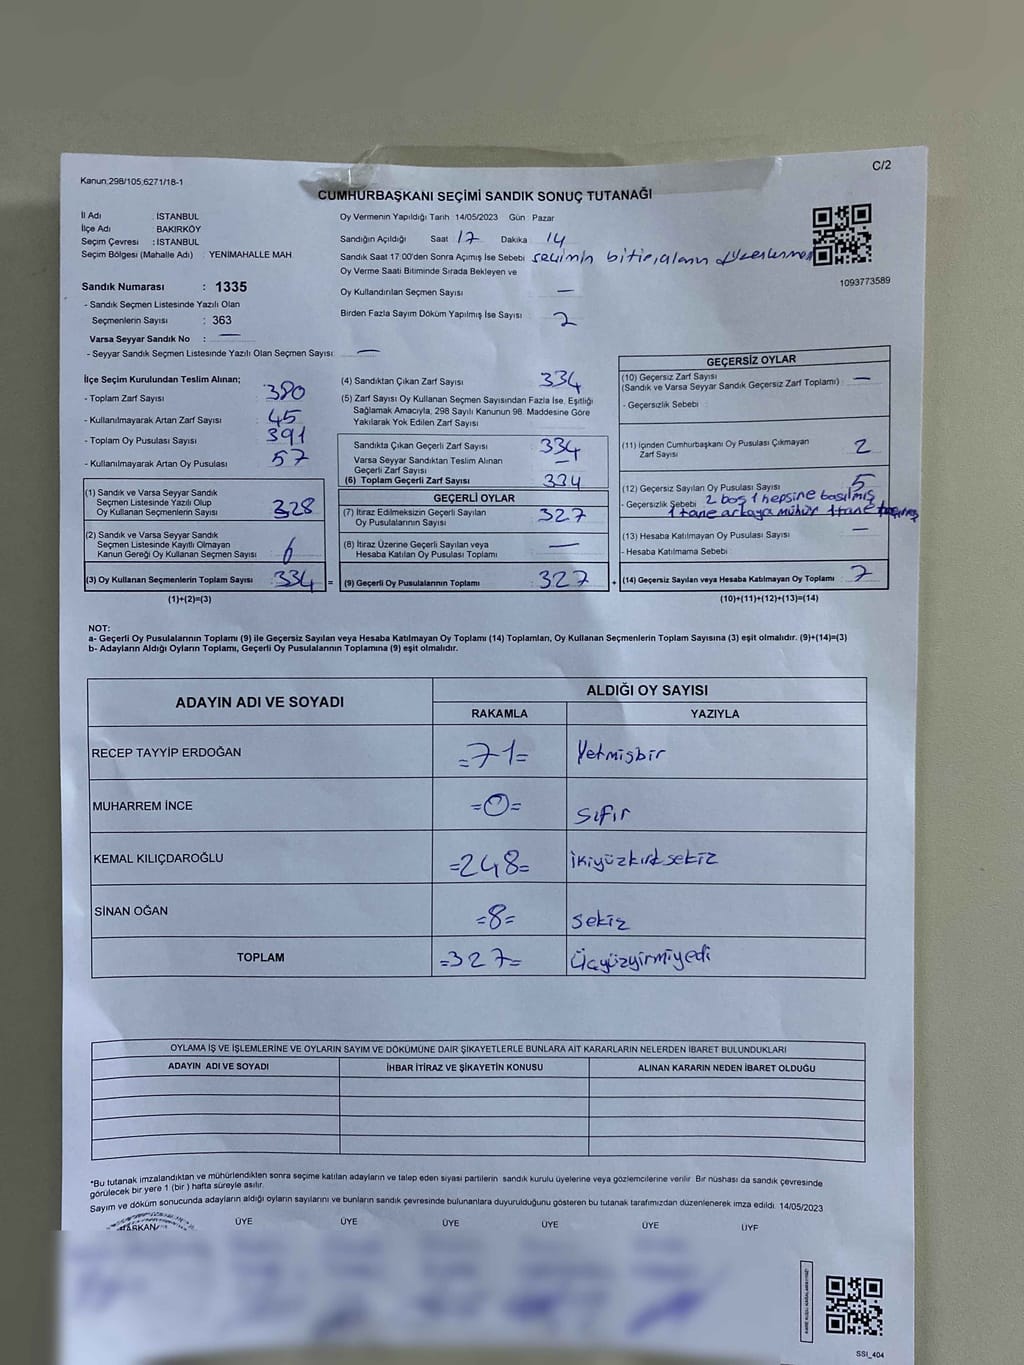 C/2
Kanun;298/105;6271/18-1
CUMHURBAŞKANI SEÇİMİ SANDIK SONUÇ TUTANAĞI
İl Adı : İSTANBUL
İlçe Adı : BAKIRKÖY
Seçim Çevresi : İSTANBUL
Seçim Bölgesi (Mahalle Adı) : YENİMAHALLE MAH.
Oy Vermenin Yapıldığı Tarih 14/05/2023 Gün Pazar
Sandığın Açıldığı Saat 17 Dakika 14
Sandık Saat 17:00'den Sonra Açımış İse Sebebi seçimin
Oy Verme Saati Bitiminde Sırada Bekleyen ve
Oy Kullandırılan Seçmen Sayısı —
Birden Fazla Sayım Döküm Yapılmış İse Sayısı 2
1093773589
Sandık Numarası : 1335
- Sandık Seçmen Listesinde Yazılı Olan
Seçmenlerin Sayısı : 363
Varsa Seyyar Sandık No : —
- Seyyar Sandık Seçmen Listesinde Yazılı Olan Seçmen Sayısı: —
İlçe Seçim Kurulundan Teslim Alınan;
- Toplam Zarf Sayısı 380
- Kullanılmayarak Artan Zarf Sayısı 45
- Toplam Oy Pusulası Sayısı 391
- Kullanılmayarak Artan Oy Pusulası 57
(1) Sandık ve Varsa Seyyar Sandık
Seçmen Listesinde Yazılı Olup
Oy Kullanan Seçmenlerin Sayısı 328
(2) Sandık ve Varsa Seyyar Sandık
Seçmen Listesinde Kayıtlı Olmayan
Kanun Gereği Oy Kullanan Seçmen Sayısı 6
(3) Oy Kullanan Seçmenlerin Toplam Sayısı 334 =
(1)+(2)=(3)
(4) Sandıktan Çıkan Zarf Sayısı 334
(5) Zarf Sayısı Oy Kullanan Seçmen Sayısından Fazla İse, Eşitliği
Sağlamak Amacıyla, 298 Sayılı Kanunun 98. Maddesine Göre
Yakılarak Yok Edilen Zarf Sayısı
Sandıkta Çıkan Geçerli Zarf Sayısı 334
Varsa Seyyar Sandıktan Teslim Alınan
Geçerli Zarf Sayısı —
(6) Toplam Geçerli Zarf Sayısı 334
GEÇERLİ OYLAR
(7) İtiraz Edilmeksizin Geçerli Sayılan
Oy Pusulalarının Sayısı 327
(8) İtiraz Üzerine Geçerli Sayılan veya
Hesaba Katılan Oy Pusulası Toplamı —
(9) Geçerli Oy Pusulalarının Toplamı 327 +
GEÇERSİZ OYLAR
(10) Geçersiz Zarf Sayısı
(Sandık ve Varsa Seyyar Sandık Geçersiz Zarf Toplamı) —
- Geçersizlik Sebebi :
(11) İçinden Cumhurbaşkanı Oy Pusulası Çıkmayan
Zarf Sayısı 2
(12) Geçersiz Sayılan Oy Pusulası Sayısı 5
- Geçersizlik Sebebi 2 boş 1 hepsine basılmış
1 tane arkaya mühür 1 tane
(13) Hesaba Katılmayan Oy Pusulası Sayısı —
- Hesaba Katılmama Sebebi
(14) Geçersiz Sayılan veya Hesaba Katılmayan Oy Toplamı 7
(10)+(11)+(12)+(13)=(14)
NOT:
a- Geçerli Oy Pusulalarının Toplamı (9) ile Geçersiz Sayılan veya Hesaba Katılmayan Oy Toplamı (14) Toplamları, Oy Kullanan Seçmenlerin Toplam Sayısına (3) eşit olmalıdır. (9)+(14)=(3)
b- Adayların Aldığı Oyların Toplamı, Geçerli Oy Pusulalarının Toplamına (9) eşit olmalıdır.
ADAYIN ADI VE SOYADI
ALDIĞI OY SAYISI
RAKAMLA YAZIYLA
RECEP TAYYİP ERDOĞAN =71= Yetmişbir
MUHARREM İNCE =0= Sıfır
KEMAL KILIÇDAROĞLU =248= ikiyüzkırksekiz
SİNAN OĞAN =8= Sekiz
TOPLAM =327= Üçyüzyirmiyedi
OYLAMA İŞ VE İŞLEMLERİNE VE OYLARIN SAYIM VE DÖKÜMÜNE DAİR ŞİKAYETLERLE BUNLARA AİT KARARLARIN NELERDEN İBARET BULUNDUKLARI
ADAYIN ADI VE SOYADI İHBAR İTİRAZ VE ŞİKAYETİN KONUSU ALINAN KARARIN NEDEN İBARET OLDUĞU
*Bu tutanak imzalandıktan ve mühürlendikten sonra seçime katılan adayların ve talep eden siyasi partilerin sandık kurulu üyelerine veya gözlemcilerine verilir. Bir nüshası da sandık çevresinde
görülecek bir yere 1 (bir) hafta süreyle asılır.
Sayım ve döküm sonucunda adayların aldığı oyların sayılarını ve bunların sandık çevresinde bulunanlara duyurulduğunu gösteren bu tutanak tarafımızdan düzenlenerek imza edildi. 14/05/2023
BAŞKAN ÜYE ÜYE ÜYE ÜYE ÜYE ÜYE
SSI_404